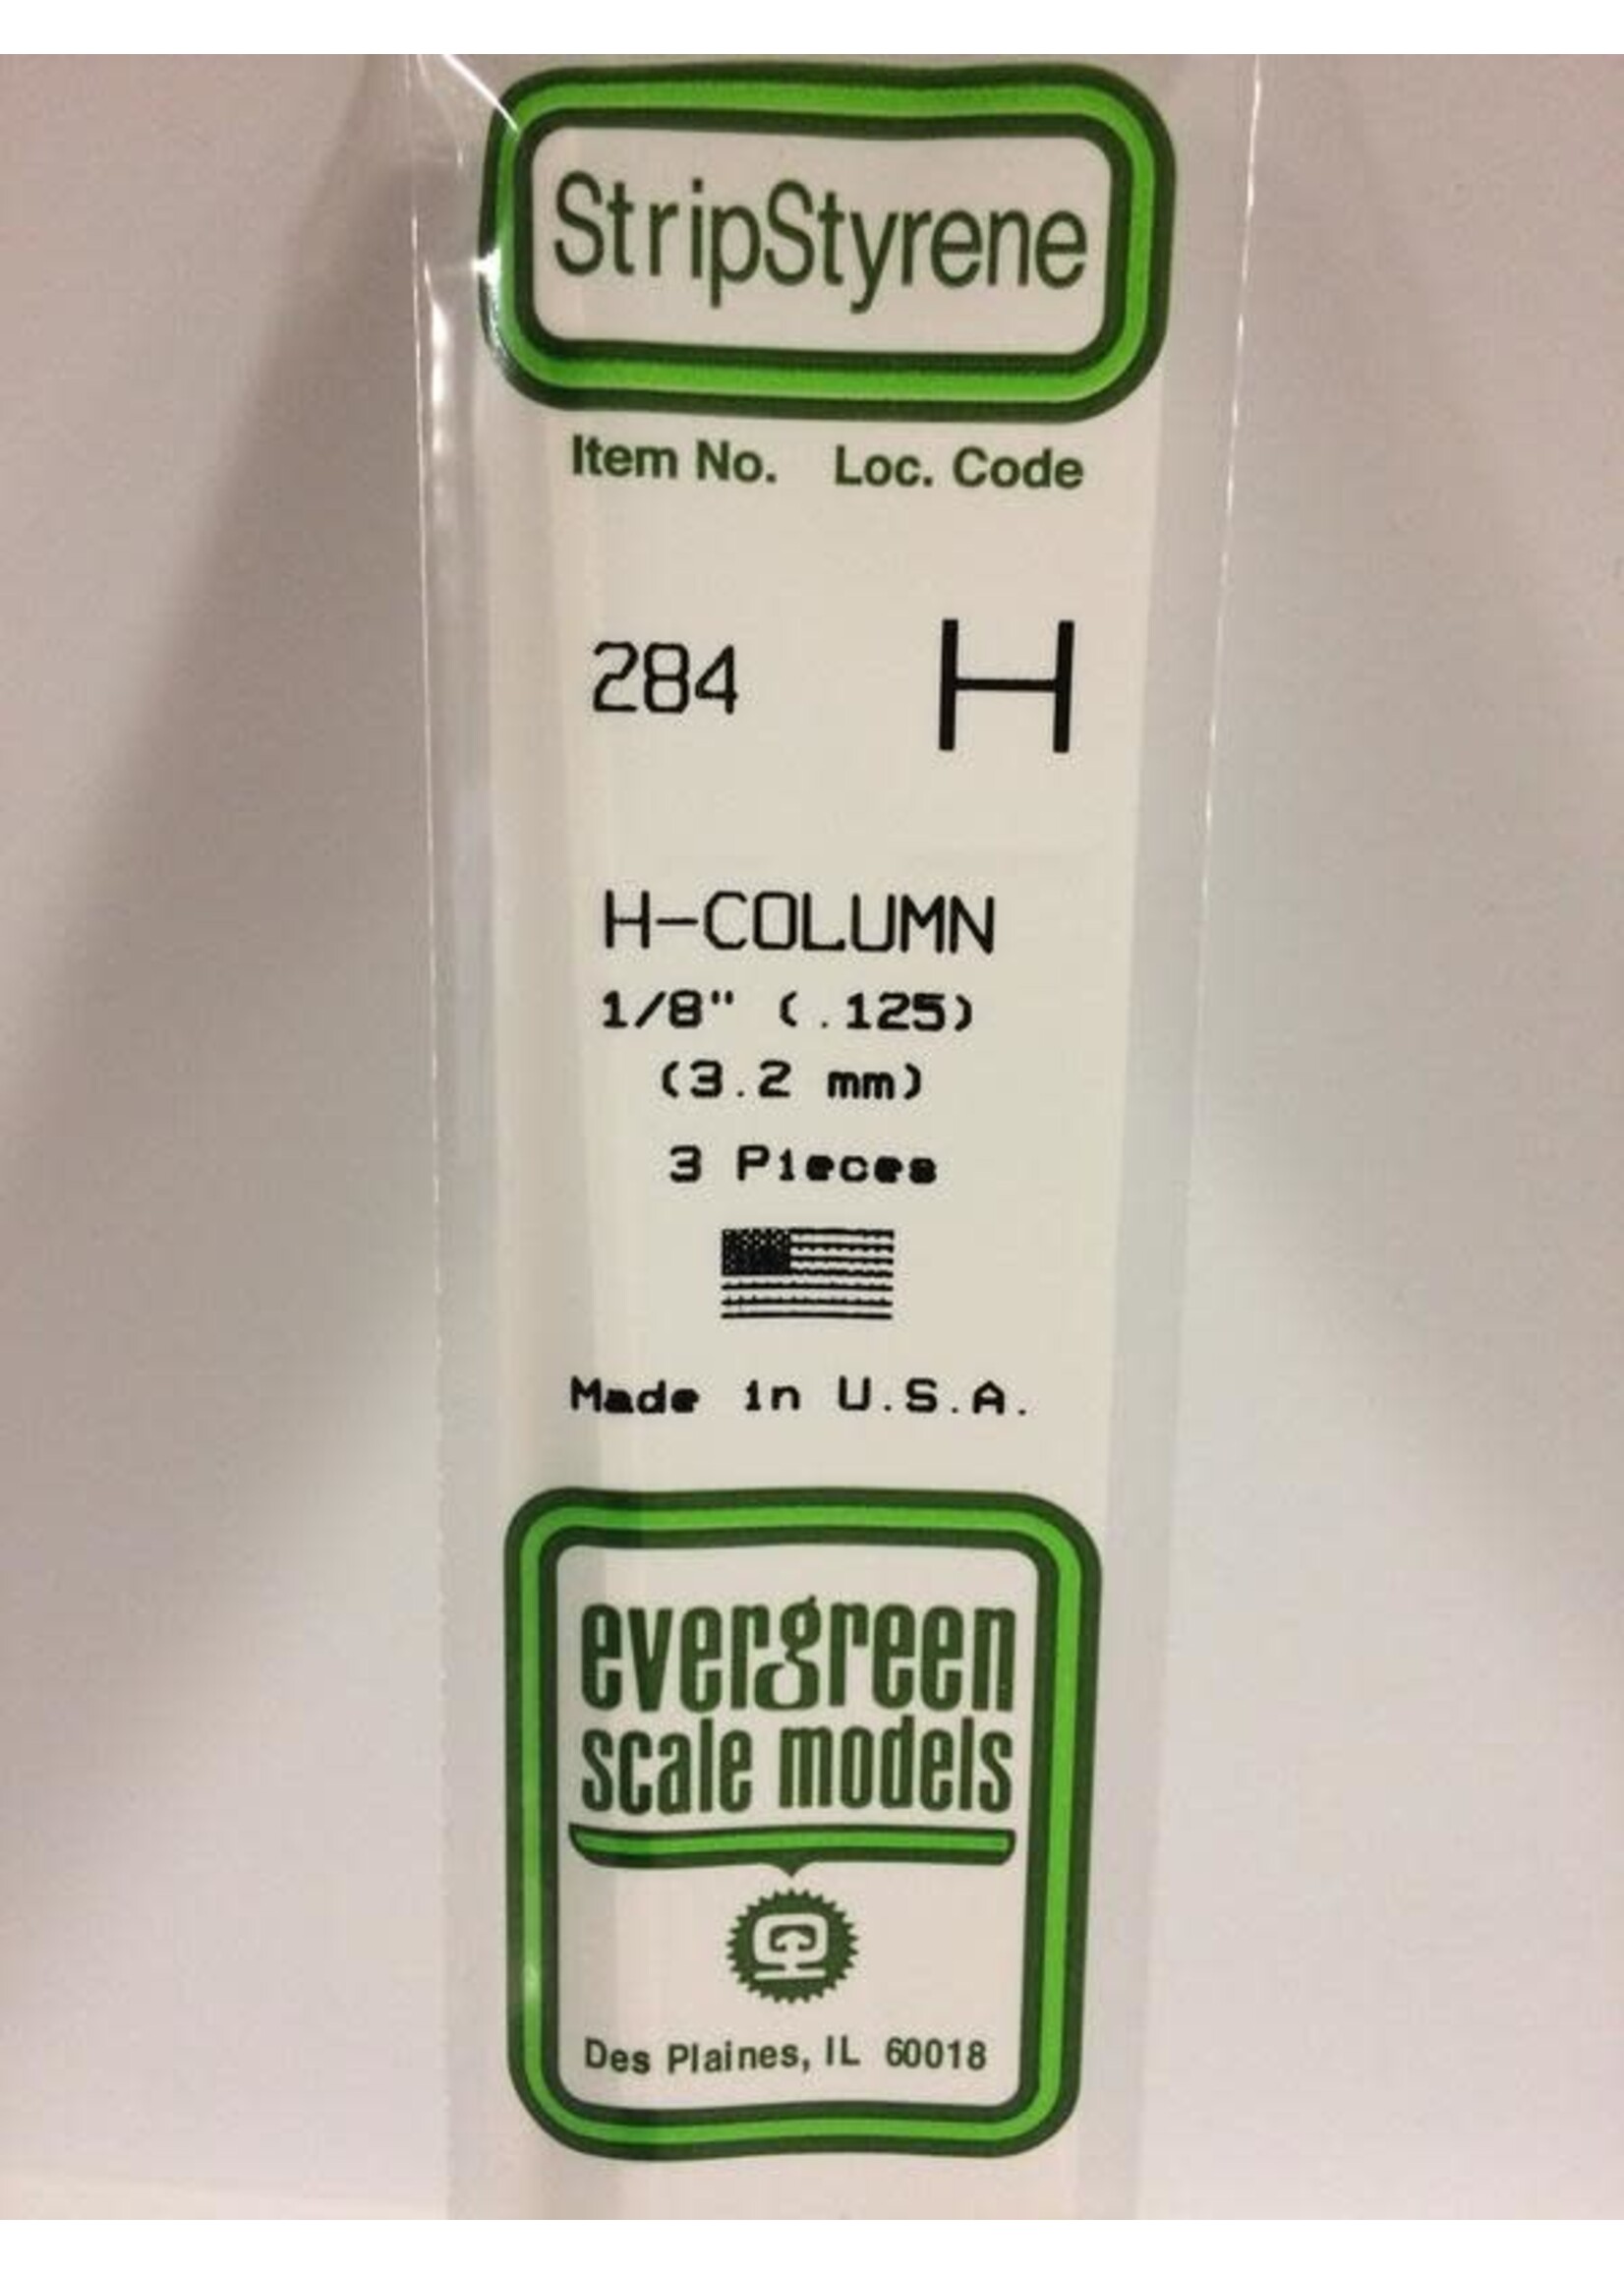 StripStyrene
Item No. Loc. Code
284 H
H-COLUMN
1/8" (.125)
(3.2 mm)
3 Pieces
Made in U.S.A.
evergreen
scale models
Des Plaines, IL 60018